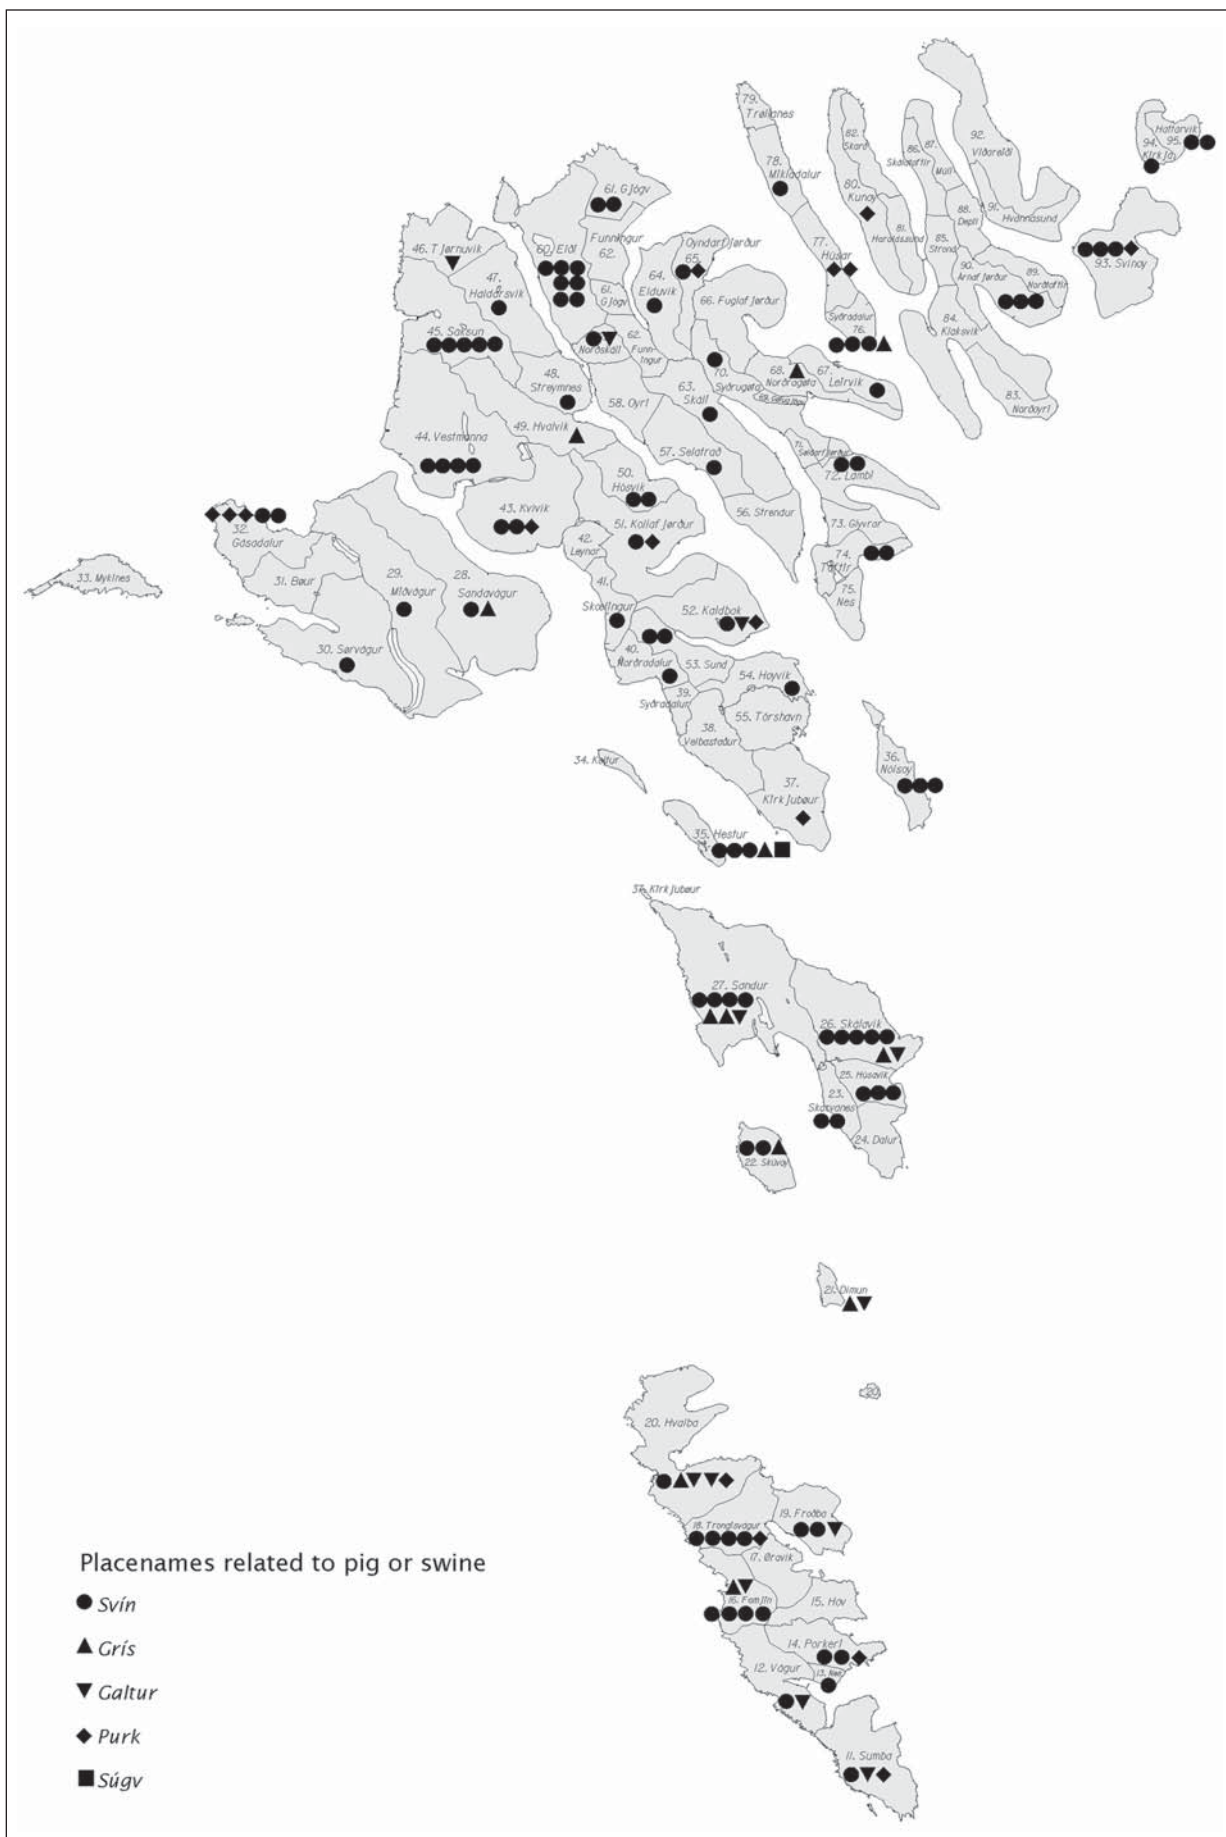 79.
Trøllanes
78.
Mikladalur
77.
Húsar
Syðradalur
76.
82.
Skarð
80.
Kunoy
81.
Haraldssund
86.
Skálatoftir
87.
Múli
85.
Strond
88.
Depil
90.
Arnafjørður
89.
Norðtoftir
84.
Klaksvík
83.
Norðoyri
92.
Viðareiði
91.
Hvannasund
Hattarvík
95.
94.
Kirkja
93. Svínoy
61. Gjógv
60. Eiði
Funningur
62.
61.
Gjógv
Norðskáli
62.
Funn-
ingur
64.
Elduvík
Oyndarfjørður
65.
66. Fuglafjørður
70.
Syðrugøta
68.
Norðragøta
67.
Leirvík
63.
Skáli
58. Oyri
57. Selatrað
56. Strendur
71.
72. Lambi
73. Glyvrar
74.
Toftir
75.
Nes
46. Tjørnuvík
47.
Haldarsvík
45. Saksun
48.
Streymnes
49. Hvalvík
44. Vestmanna
50.
Hósvík
43. Kvívík
51. Kollafjørður
42.
Leynar
41.
Skælingur
52. Kaldbak
40.
Norðradalur
53. Sund
54. Hoyvík
39.
Syðradalur
38.
Velbastaður
55. Tórshavn
37.
Kirkjubøur
36.
Nólsoy
34. Koltur
35. Hestur
37. Kirkjubøur
32.
Gásadalur
31. Bøur
33. Mykines
29.
Miðvágur
28.
Sandavágur
30. Sørvágur
27. Sandur
26. Skálavík
25. Húsavík
23.
Skarvanes
24. Dalur
22. Skúvoy
21. Dímun
20.
20. Hvalba
19. Froðba
18. Trongisvágur
17. Øravík
16. Famjin
15. Hov
14. Porkeri
13. Nes
12. Vágur
11. Sumba
Placenames related to pig or swine
Svín
Grís
Galtur
Purk
Súgv